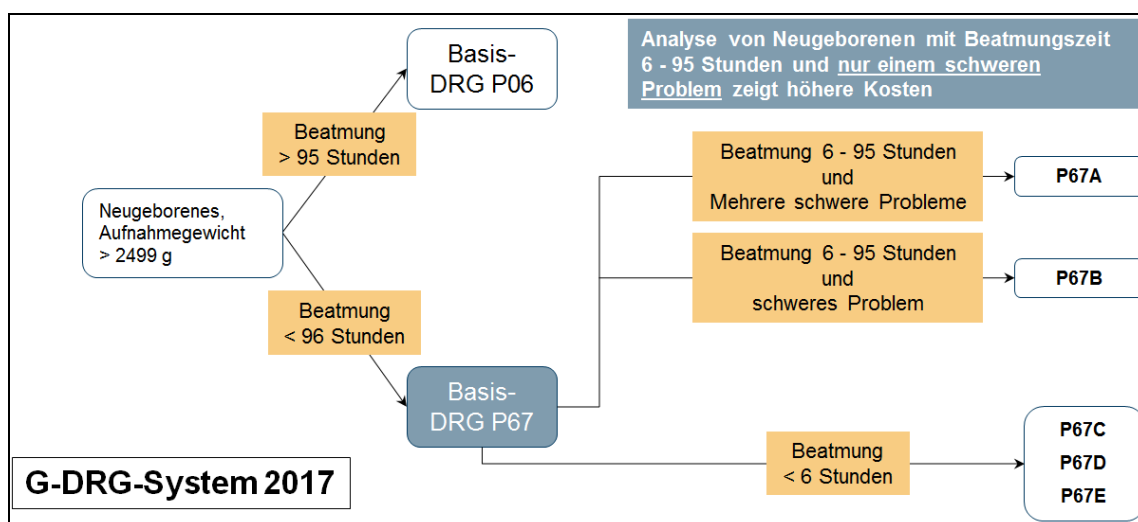 Basis-
DRG P06
Analyse von Neugeborenen mit Beatmungszeit
6 - 95 Stunden und nur einem schweren
Problem zeigt höhere Kosten
Beatmung
> 95 Stunden
Neugeborenes,
Aufnahmegewicht
> 2499 g
Beatmung
< 96 Stunden
Basis-
DRG P67
Beatmung 6 - 95 Stunden
und
Mehrere schwere Probleme
P67A
Beatmung 6 - 95 Stunden
und
schweres Problem
P67B
Beatmung
< 6 Stunden
P67C
P67D
P67E
G-DRG-System 2017